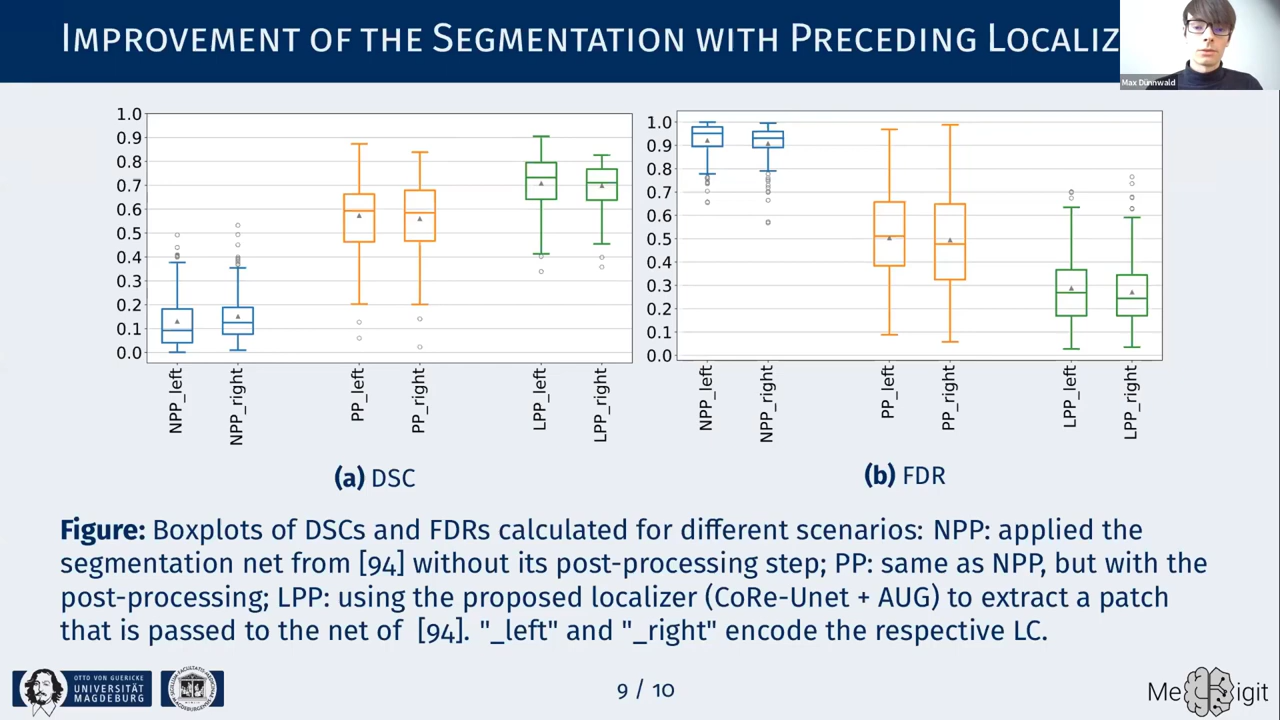 IMPROVEMENT OF THE SEGMENTATION WITH PRECEDING LOCALIZ
Max Dünnwald
1.0
0.9
0.8
0.7
0.6
0.5
0.4
0.3
0.2
0.1
0.0
NPP_left
NPP_right
PP_left
PP_right
LPP_left
LPP_right
(a) DSC
1.0
0.9
0.8
0.7
0.6
0.5
0.4
0.3
0.2
0.1
0.0
NPP_left
NPP_right
PP_left
PP_right
LPP_left
LPP_right
(b) FDR
Figure: Boxplots of DSCs and FDRs calculated for different scenarios: NPP: applied the
segmentation net from [94] without its post-processing step; PP: same as NPP, but with the
post-processing; LPP: using the proposed localizer (CoRe-Unet + AUG) to extract a patch
that is passed to the net of [94]. "_left" and "_right" encode the respective LC.
OTTO VON GUERICKE
UNIVERSITÄT
MAGDEBURG
9 / 10
Me igit